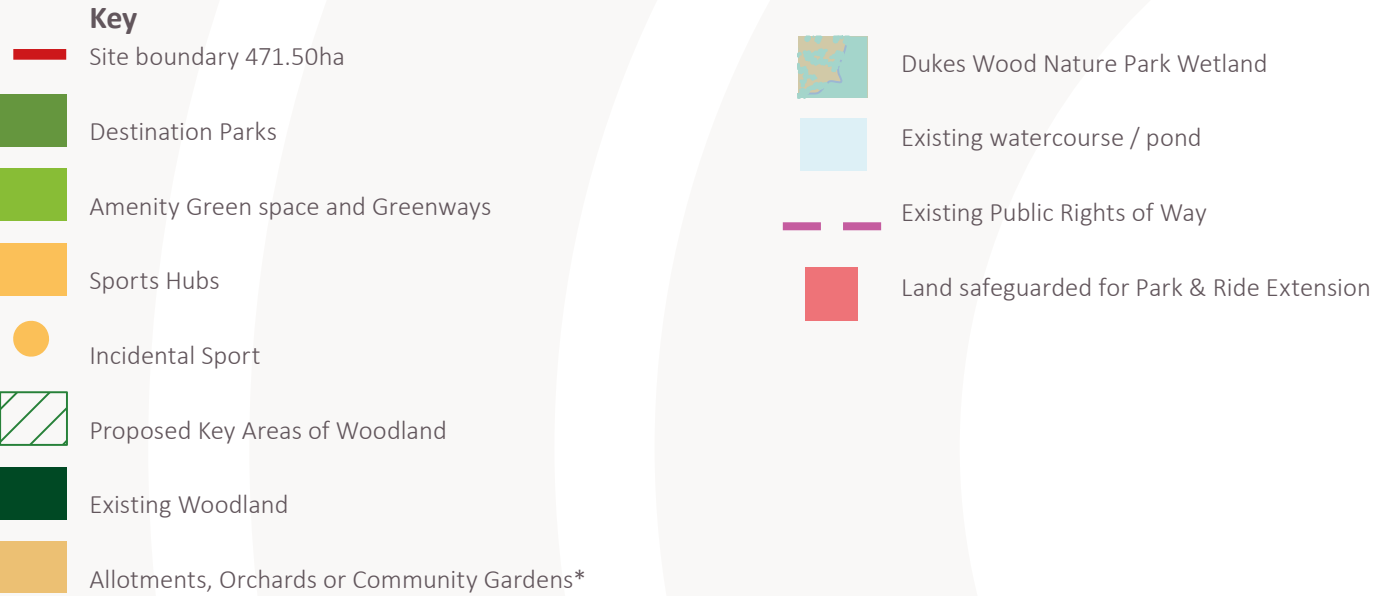 Key
Site boundary 471.50ha
Destination Parks
Amenity Green space and Greenways
Sports Hubs
Incidental Sport
Proposed Key Areas of Woodland
Existing Woodland
Allotments, Orchards or Community Gardens*
Dukes Wood Nature Park Wetland
Existing watercourse / pond
Existing Public Rights of Way
Land safeguarded for Park & Ride Extension